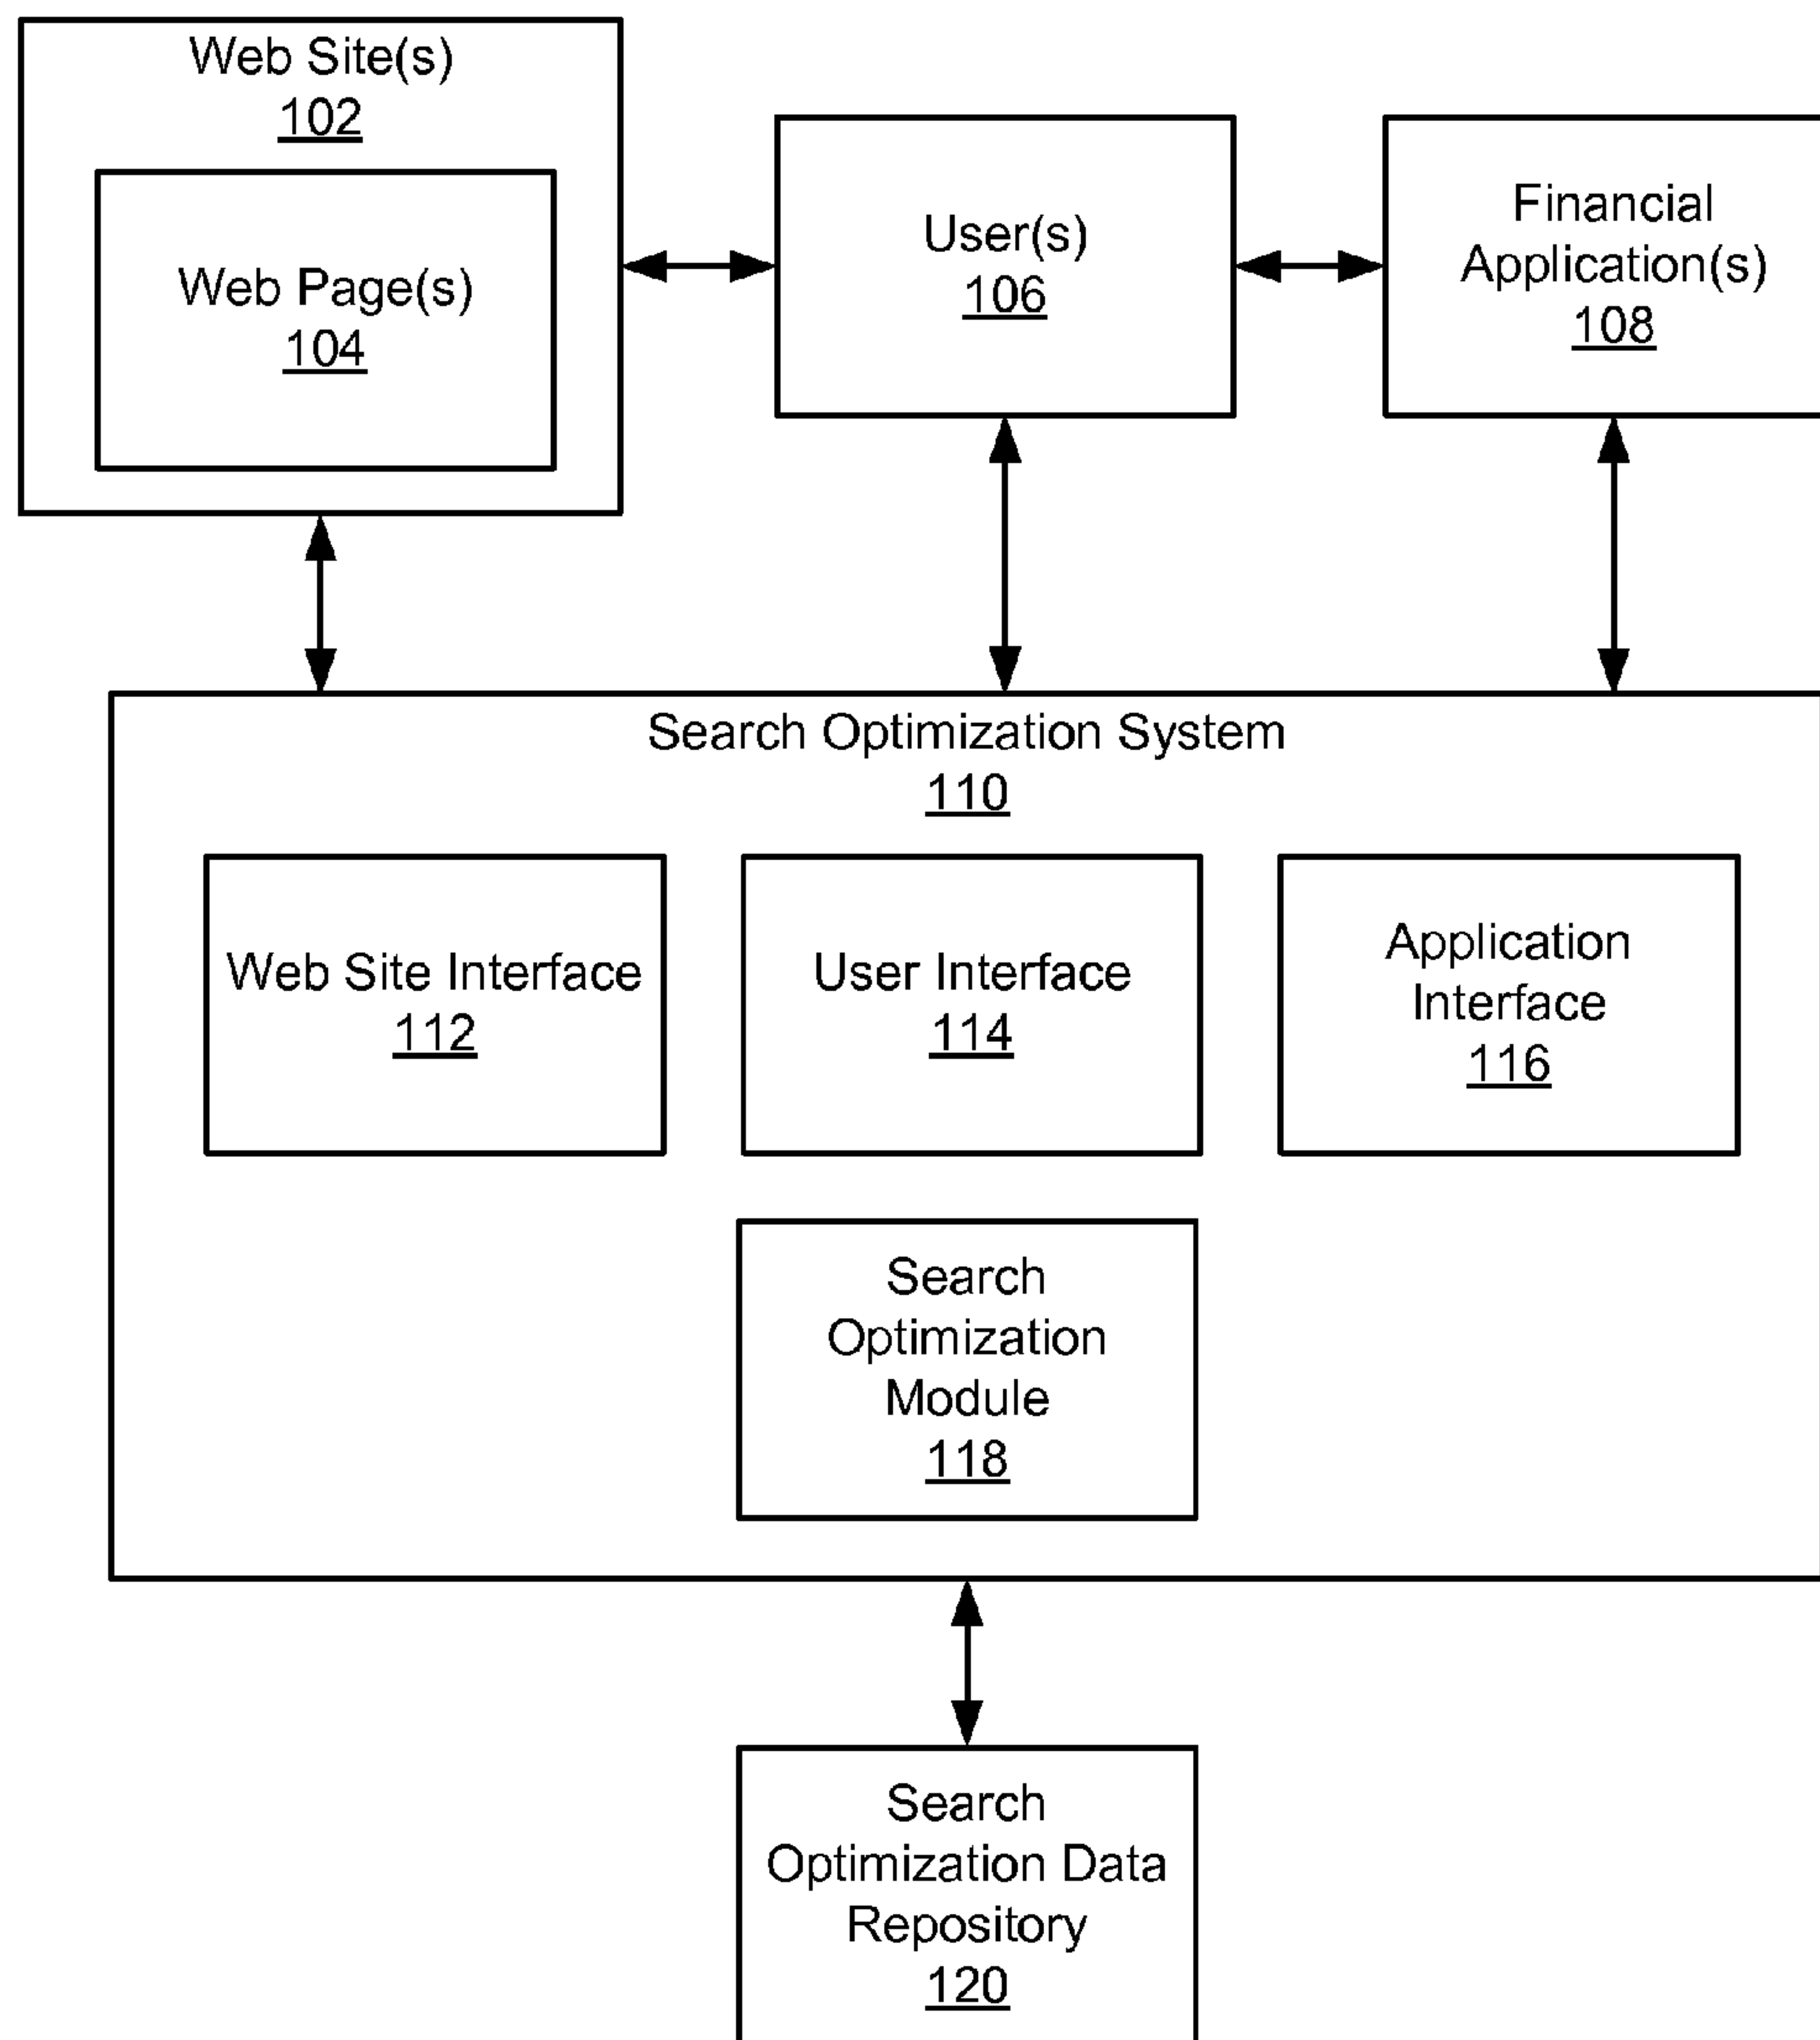 Web Site(s)
102
Web Page(s)
104
User(s)
106
Financial
Application(s)
108
Search Optimization System
110
Web Site Interface
112
User Interface
114
Application
Interface
116
Search
Optimization
Module
118
Search
Optimization Data
Repository
120